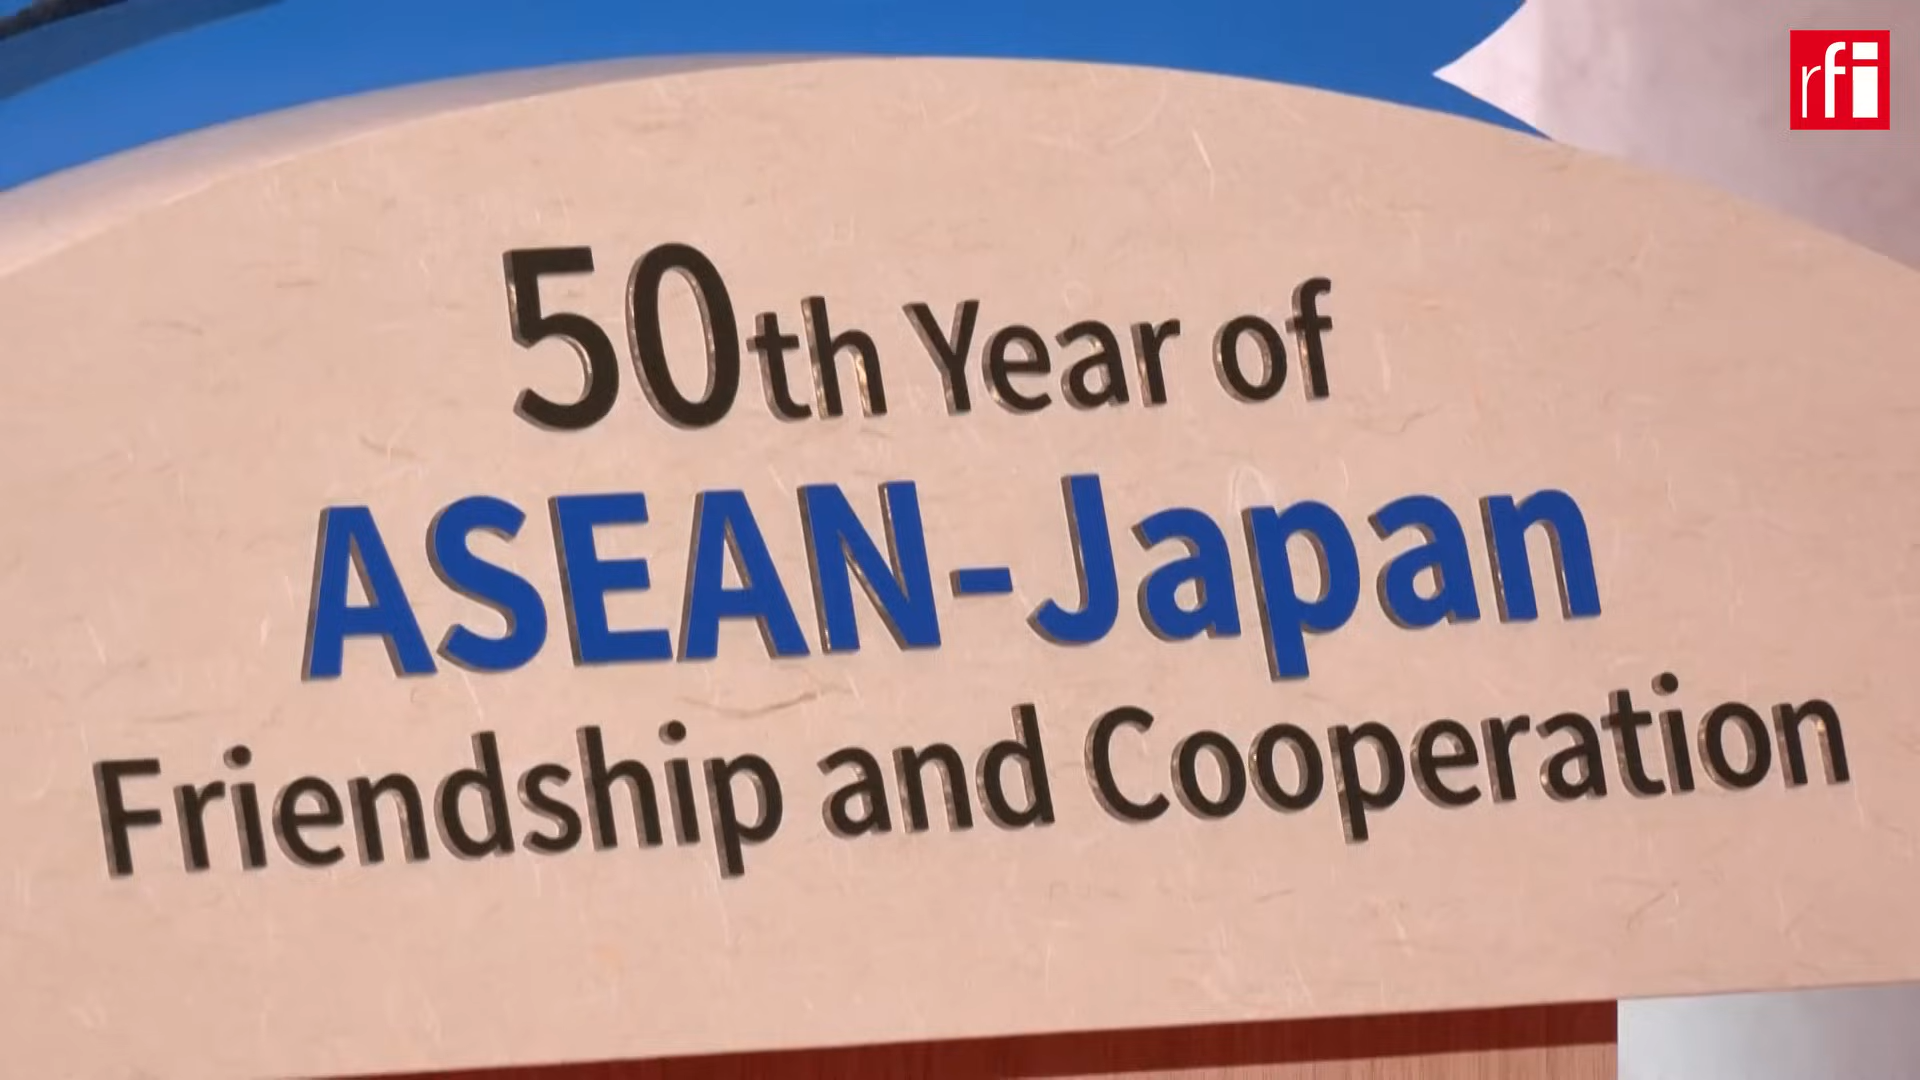 rfi
50th Year of
ASEAN-Japan
Friendship and Cooperation